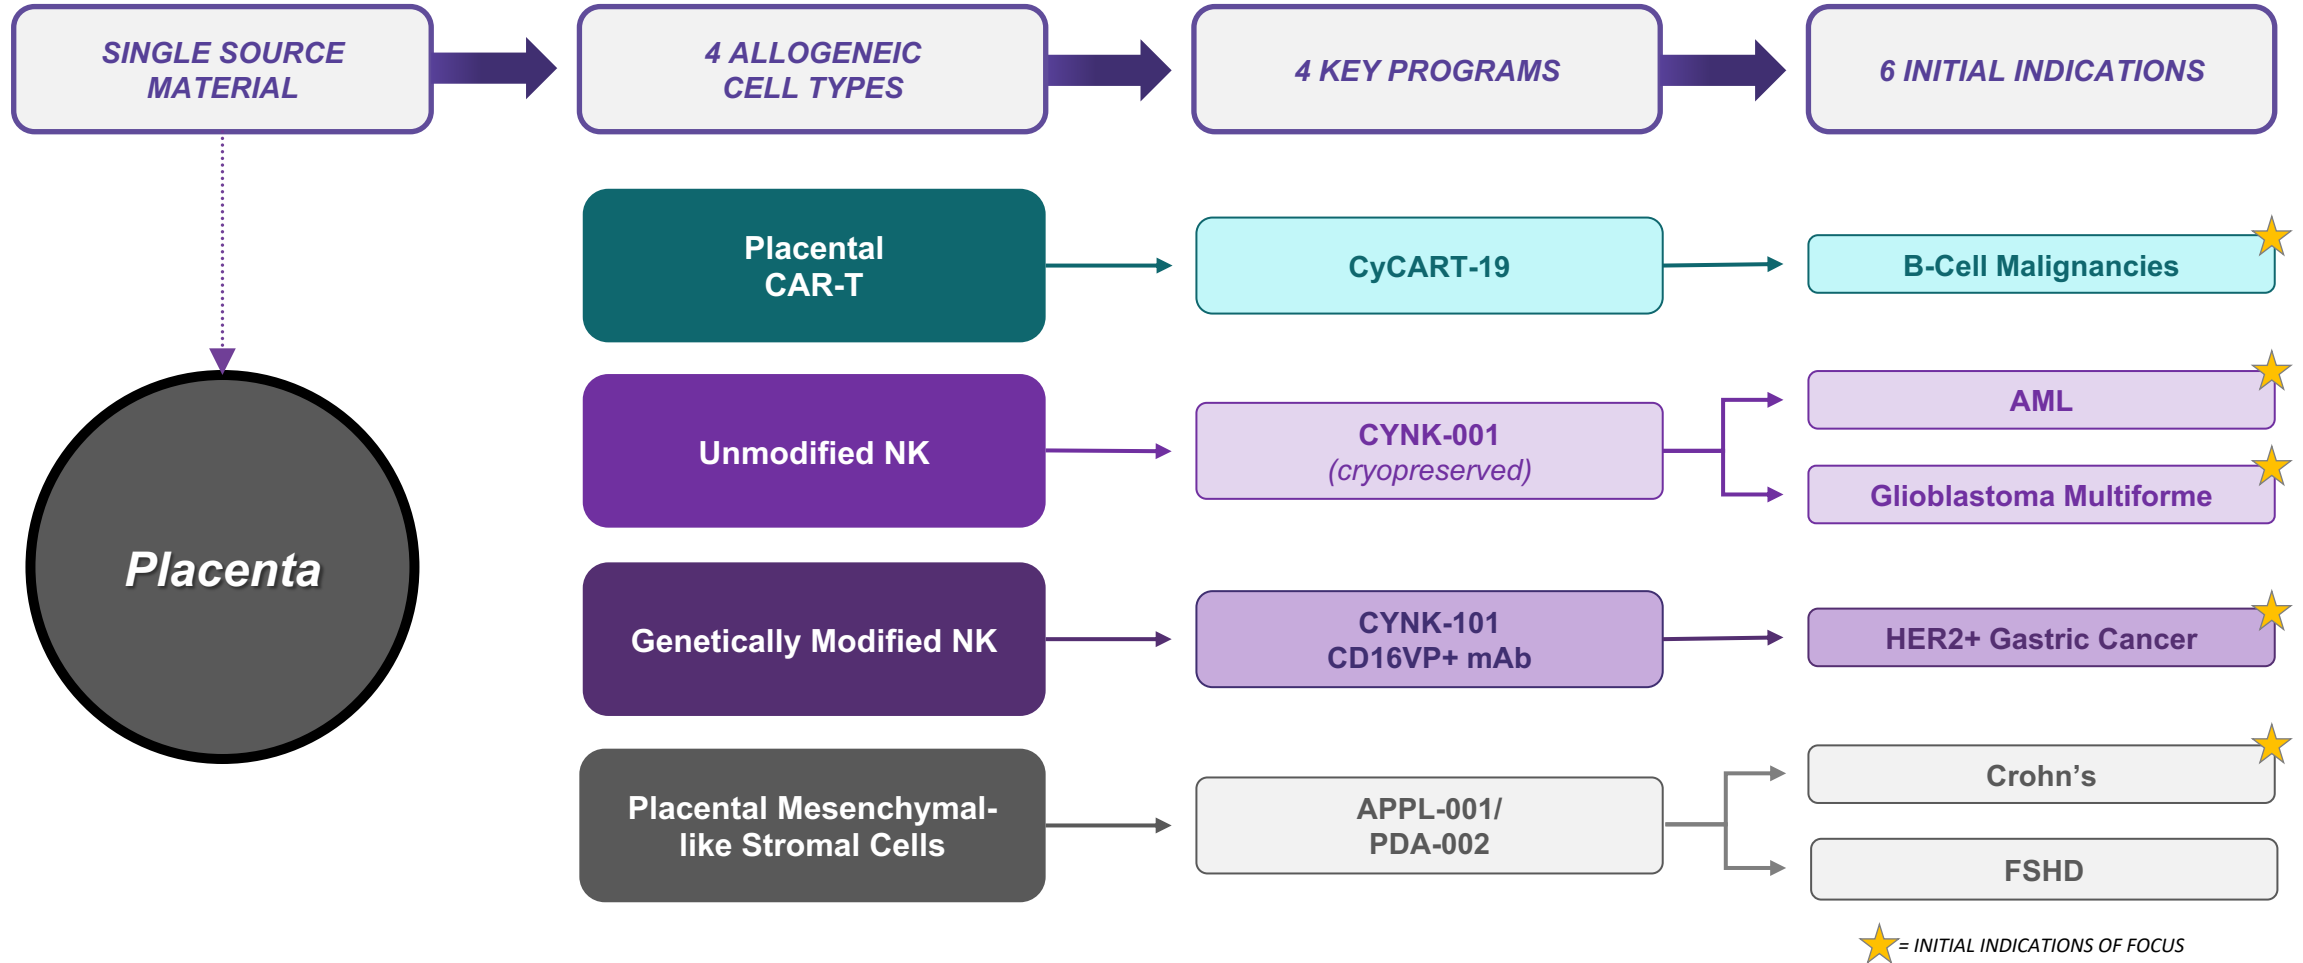 SINGLE SOURCE
MATERIAL
4 ALLOGENEIC
CELL TYPES
4 KEY PROGRAMS
6 INITIAL INDICATIONS
Placenta
Placental
CAR-T
CyCART-19
B-Cell Malignancies
Unmodified NK
CYNK-001
(cryopreserved)
AML
Glioblastoma Multiforme
Genetically Modified NK
CYNK-101
CD16VP+ mAb
HER2+ Gastric Cancer
Placental Mesenchymal-
like Stromal Cells
APPL-001/
PDA-002
Crohn’s
FSHD
= INITIAL INDICATIONS OF FOCUS